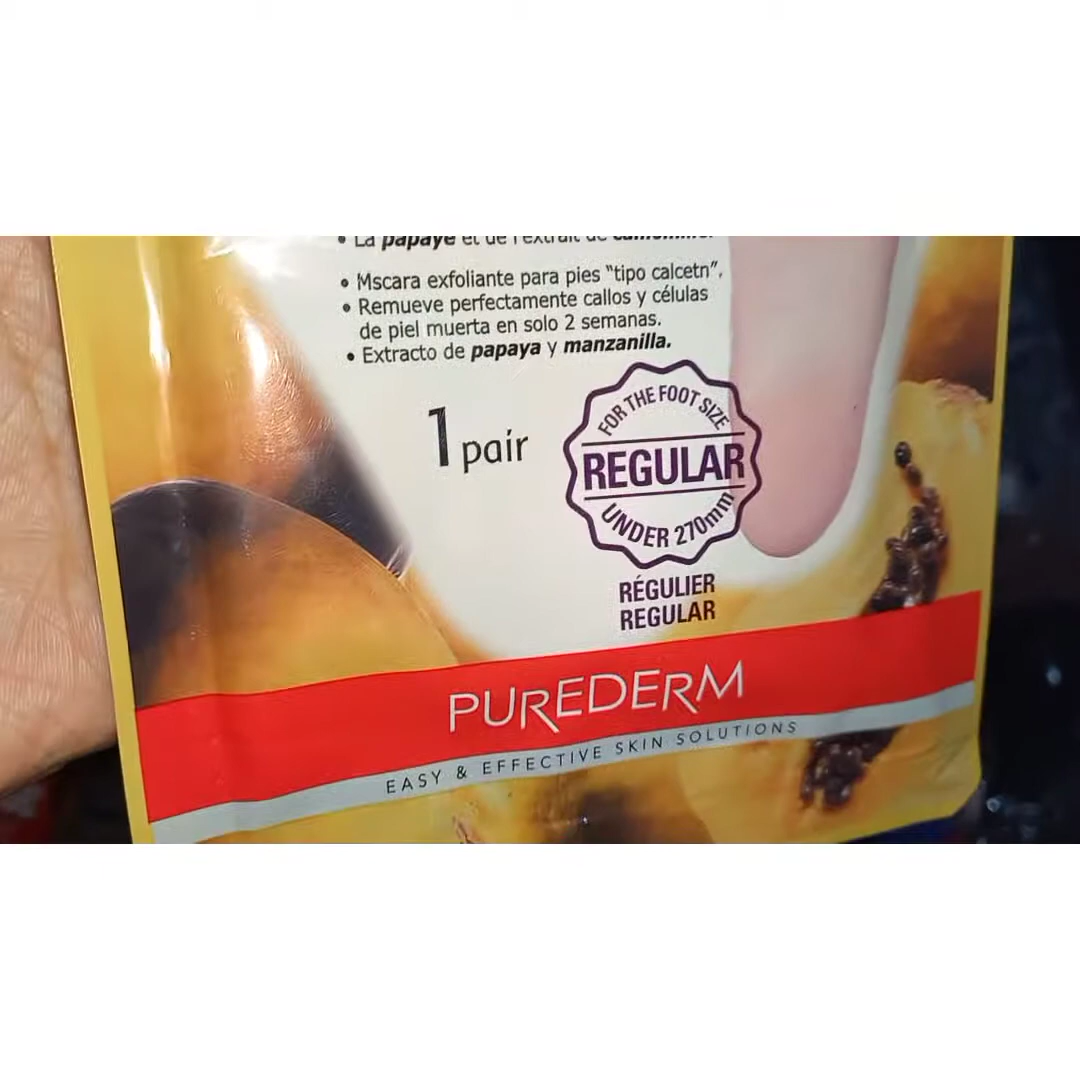 • La papaye et de l'extrait de camomille.
• Mscara exfoliante para pies "tipo calcetn".
• Remueve perfectamente callos y células
de piel muerta en solo 2 semanas.
• Extracto de papaya y manzanilla.
1 pair
FOR THE FOOT SIZE
REGULAR
UNDER 270mm
RÉGULIER
REGULAR
PUREDERM
EASY & EFFECTIVE SKIN SOLUTIONS